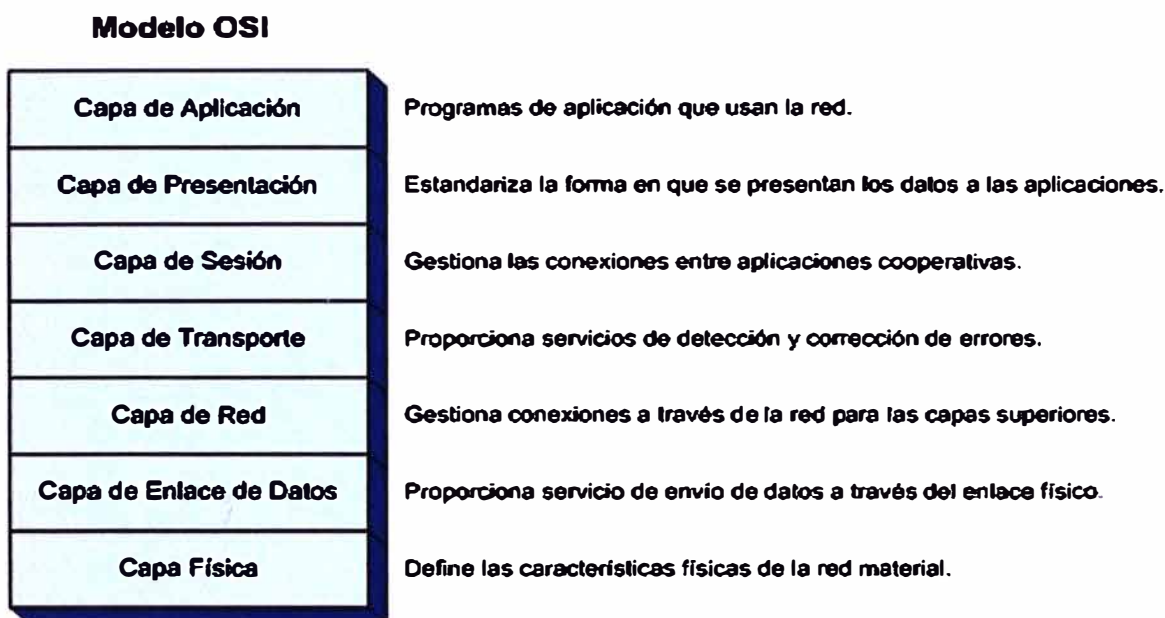 Modelo OSI
Capa de Aplicación
Programas de aplicación que usan la red.
Capa de Presentación
Estandariza la forma en que se presentan los datos a las aplicaciones.
Capa de Sesión
Gestiona las conexiones entre aplicaciones cooperativas.
Capa de Transporte
Proporciona servicios de detección y corrección de errores.
Capa de Red
Gestiona conexiones a través de la red para las capas superiores.
Capa de Enlace de Datos
Proporciona servicio de envío de datos a través del enlace físico.
Capa Física
Define las características físicas de la red material.